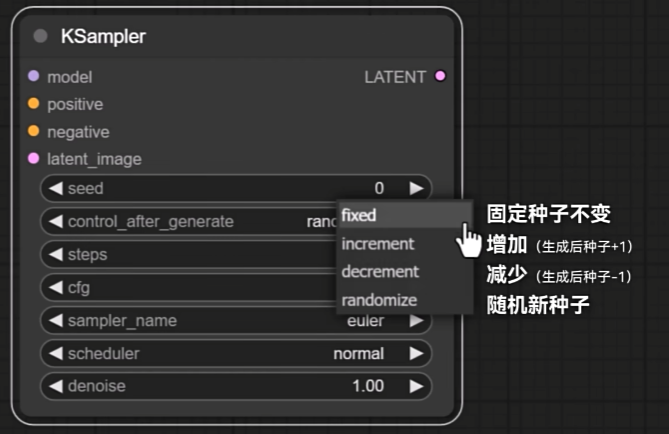 KSampler
model LATENT
positive
negative
latent_image
seed 0
control_after_generate
fixed 固定种子不变
increment 增加（生成后种子+1）
steps
decrement 减少（生成后种子-1）
cfg
randomize 随机新种子
sampler_name euler
scheduler normal
denoise 1.00